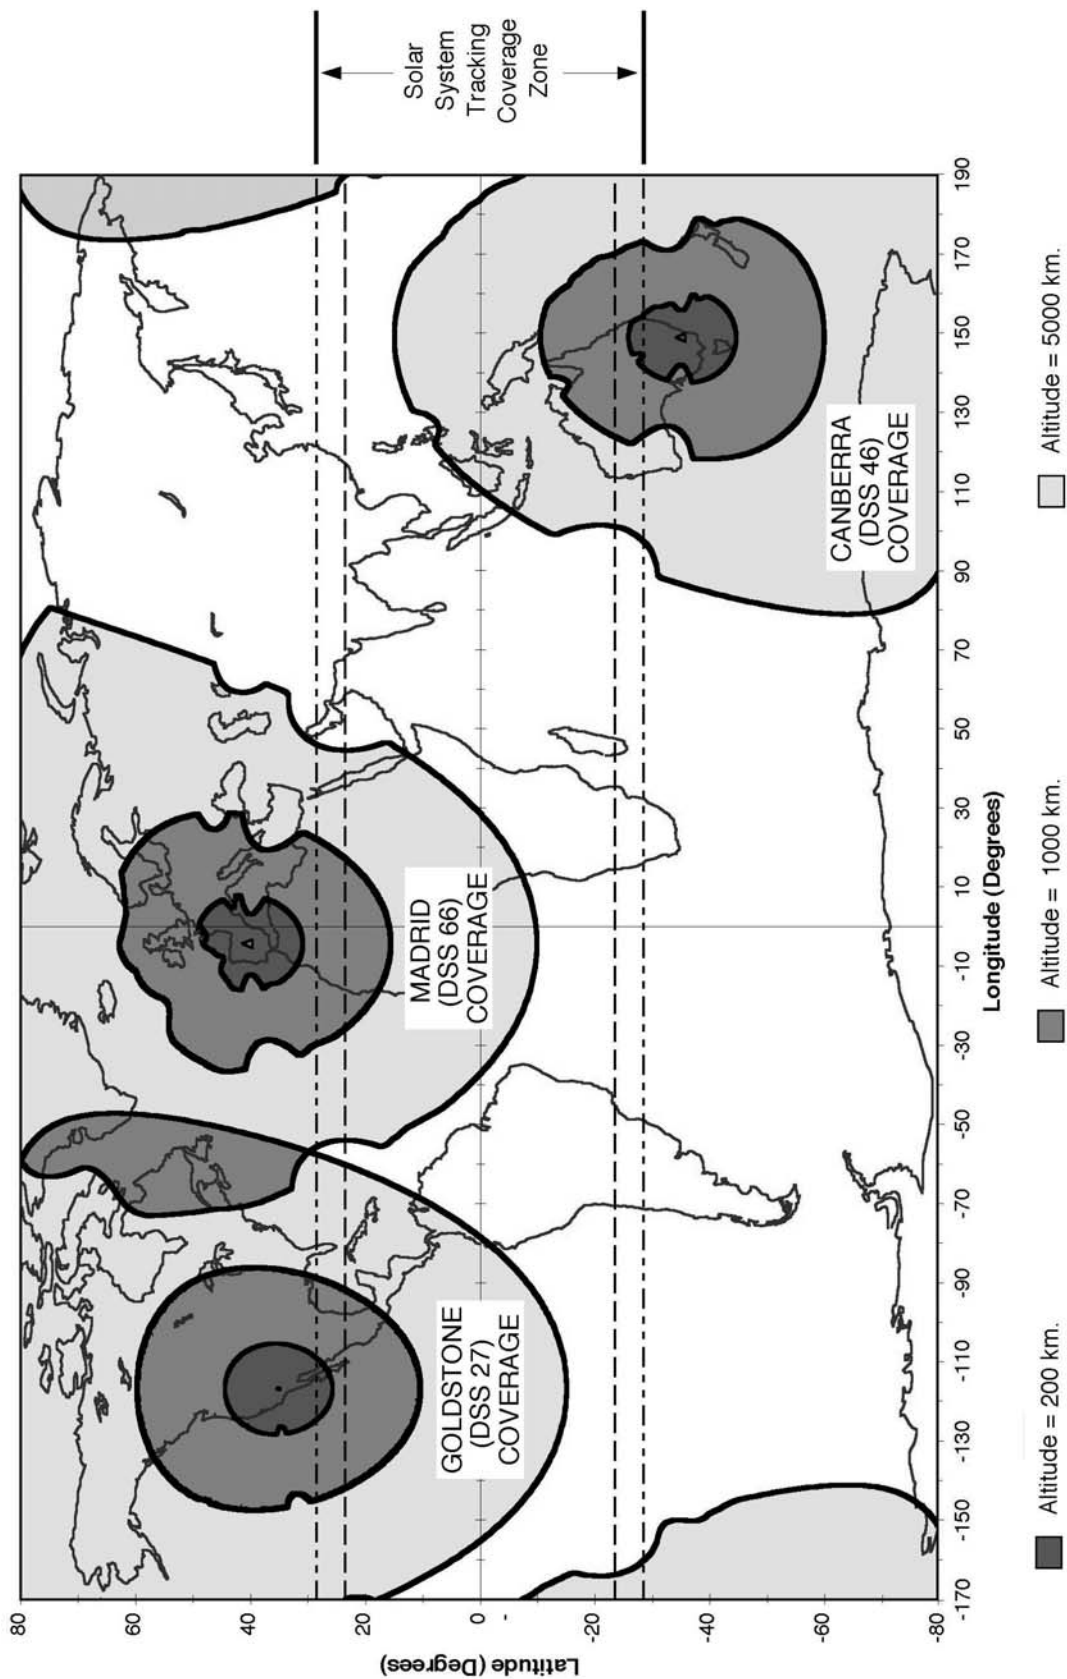 Solar
System
Tracking
Coverage
Zone
GOLDSTONE
(DSS 27)
COVERAGE
MADRID
(DSS 66)
COVERAGE
CANBERRA
(DSS 46)
COVERAGE
Latitude (Degrees)
80
60
40
20
0
-
-20
-40
-60
-80
-170
-150
-130
-110
-90
-70
-50
-30
-10
10
30
50
70
90
110
130
150
170
190
Longitude (Degrees)
Altitude = 200 km.
Altitude = 1000 km.
Altitude = 5000 km.